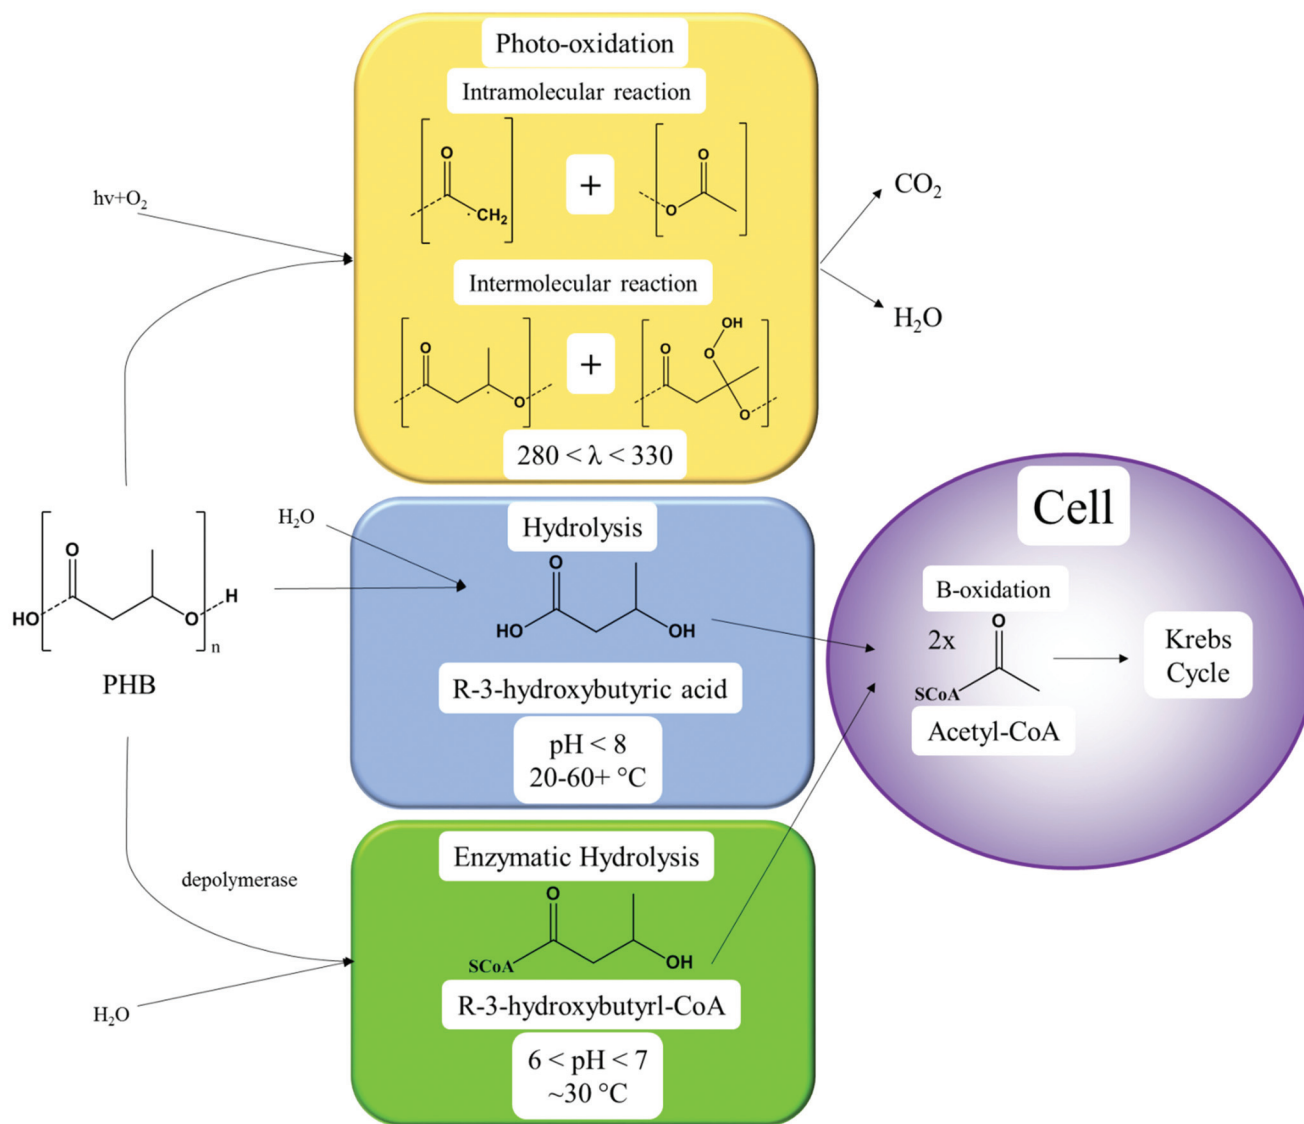 Photo-oxidation
Intramolecular reaction
O
·CH₂
+
O
O
hv+O₂
CO₂
H₂O
Intermolecular reaction
O
O
+
O
O
OH
O
280 < λ < 330
H₂O
Hydrolysis
O
HO
OH
R-3-hydroxybutyric acid
pH < 8
20-60+ °C
HO
O
O
H
n
PHB
Cell
B-oxidation
2x
O
SCoA
Acetyl-CoA
Krebs
Cycle
depolymerase
H₂O
Enzymatic Hydrolysis
O
SCoA
OH
R-3-hydroxybutyrl-CoA
6 < pH < 7
~30 °C